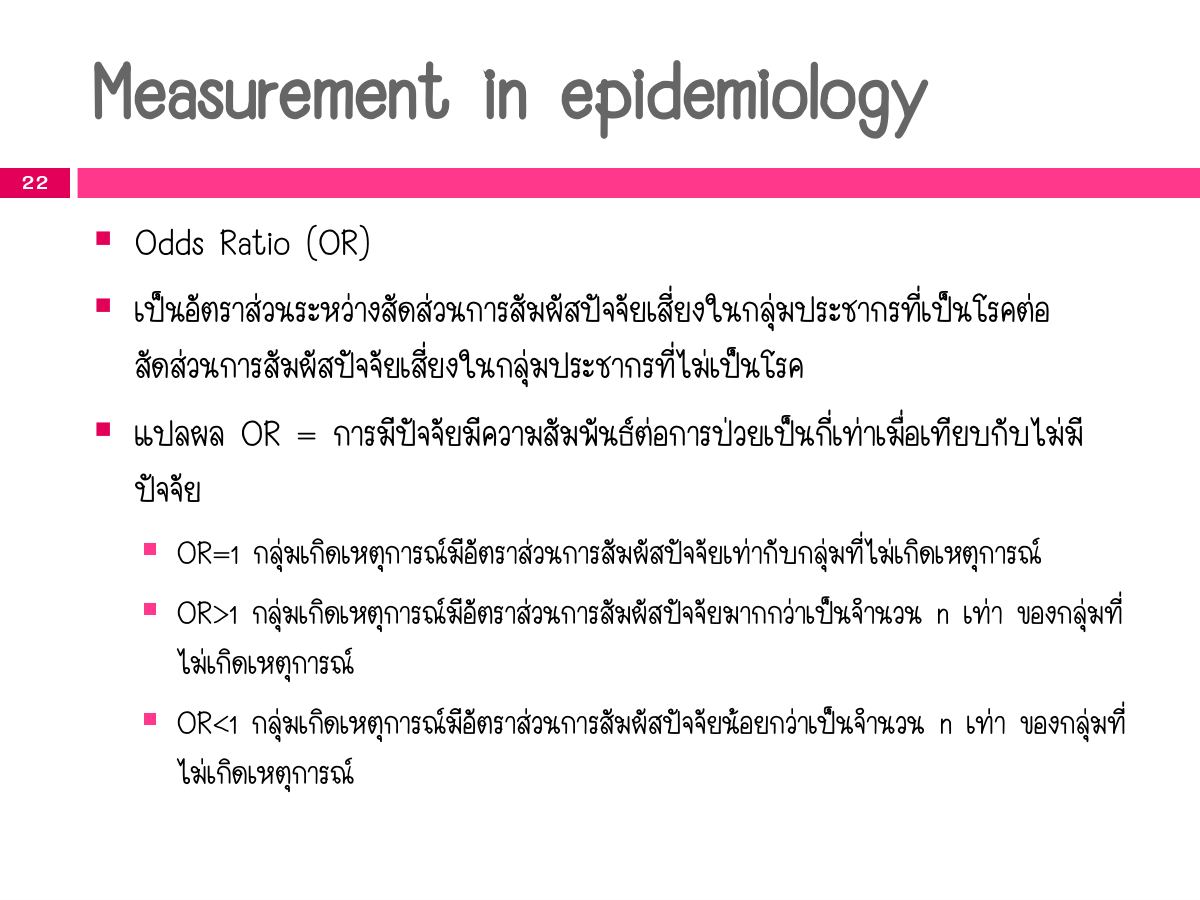 Measurement in epidemiology
22
Odds Ratio (OR)
เป็นอัตราส่วนระหว่างสัดส่วนการสัมผัสปัจจัยเสี่ยงในกลุ่มประชากรที่เป็นโรคต่อ
สัดส่วนการสัมผัสปัจจัยเสี่ยงในกลุ่มประชากรที่ไม่เป็นโรค
แปลผล OR = การมีปัจจัยมีความสัมพันธ์ต่อการป่วยเป็นกี่เท่าเมื่อเทียบกับไม่มี
ปัจจัย
OR=1 กลุ่มเกิดเหตุการณ์มีอัตราส่วนการสัมผัสปัจจัยเท่ากับกลุ่มที่ไม่เกิดเหตุการณ์
OR>1 กลุ่มเกิดเหตุการณ์มีอัตราส่วนการสัมผัสปัจจัยมากกว่าเป็นจำนวน n เท่า ของกลุ่มที่
ไม่เกิดเหตุการณ์
OR<1 กลุ่มเกิดเหตุการณ์มีอัตราส่วนการสัมผัสปัจจัยน้อยกว่าเป็นจำนวน n เท่า ของกลุ่มที่
ไม่เกิดเหตุการณ์